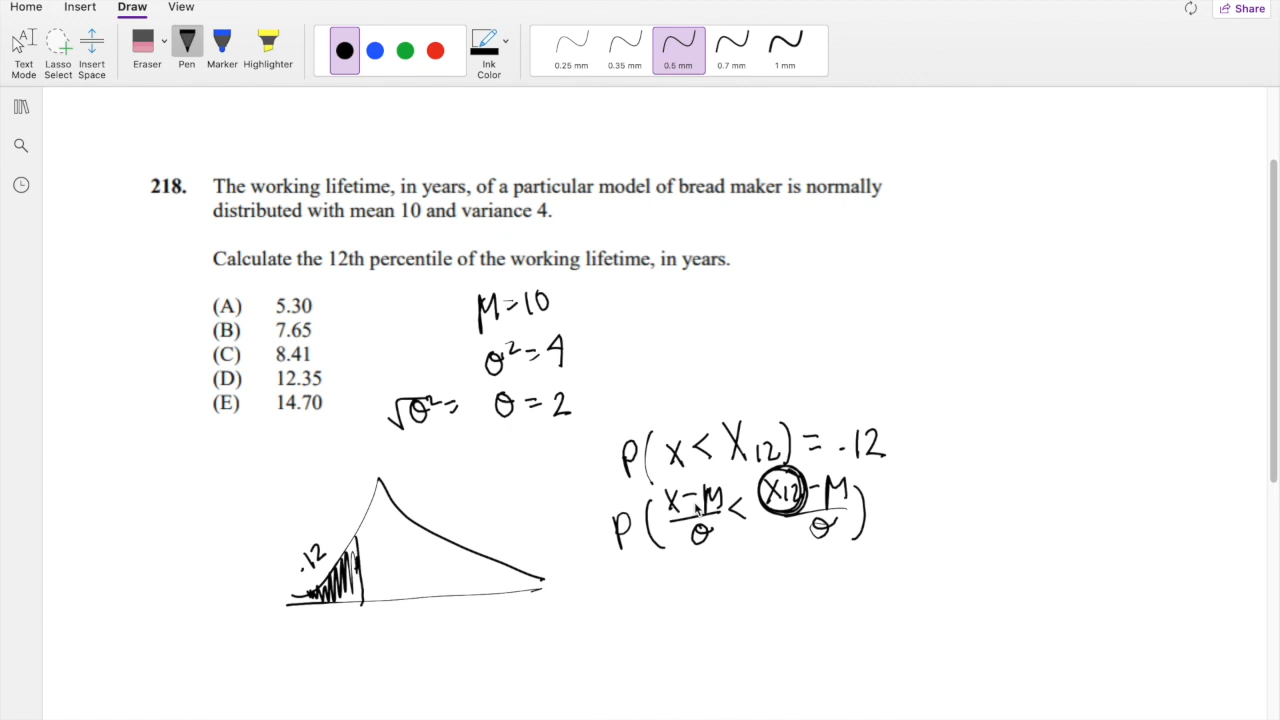 Home Insert Draw View
Share
Text Mode
Lasso Select
Insert Space
Eraser
Pen
Marker
Highlighter
Ink Color
0.25 mm
0.35 mm
0.5 mm
0.7 mm
1 mm
218. The working lifetime, in years, of a particular model of bread maker is normally
distributed with mean 10 and variance 4.
Calculate the 12th percentile of the working lifetime, in years.
(A) 5.30
(B) 7.65
(C) 8.41
(D) 12.35
(E) 14.70
μ=10
σ²=4
√σ²= σ=2
P(X<X₁₂)=.12
P((X-μ)/σ<(X₁₂-μ)/σ)
.12